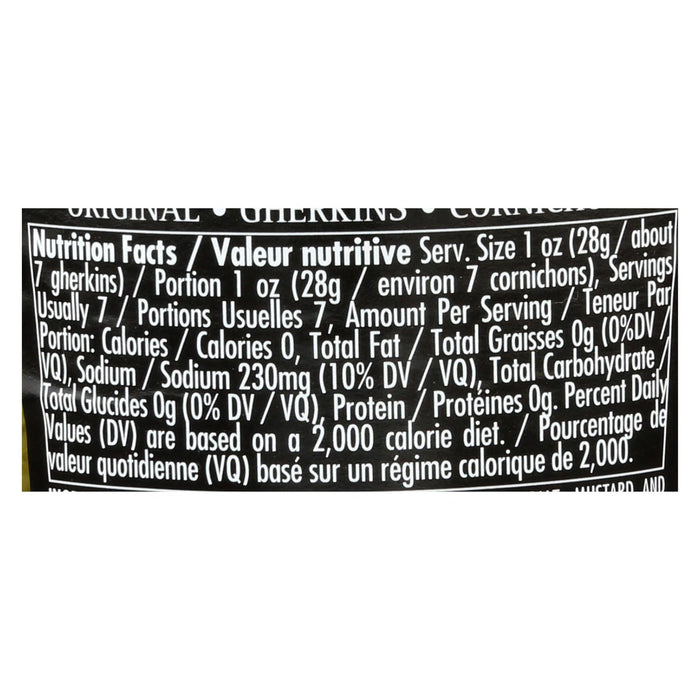 ORIGINAL • GHERKINS •
Nutrition Facts / Valeur nutritive Serv. Size 1 oz (28g / about
7 gherkins) / Portion 1 oz (28g / environ 7 cornichons), Servings
Usually 7 / Portions Usuelles 7, Amount Per Serving / Teneur Par
Portion: Calories / Calories 0, Total Fat / Total Graisses 0g (0%DV /
VQ), Sodium / Sodium 230mg (10% DV / VQ), Total Carbohydrate /
Total Glucides 0g (0% DV / VQ), Protein / Protéines 0g. Percent Daily
Values (DV) are based on a 2,000 calorie diet. / Pourcentage de
valeur quotidienne (VQ) basé sur un régime calorique de 2,000.
MUSTARD AND